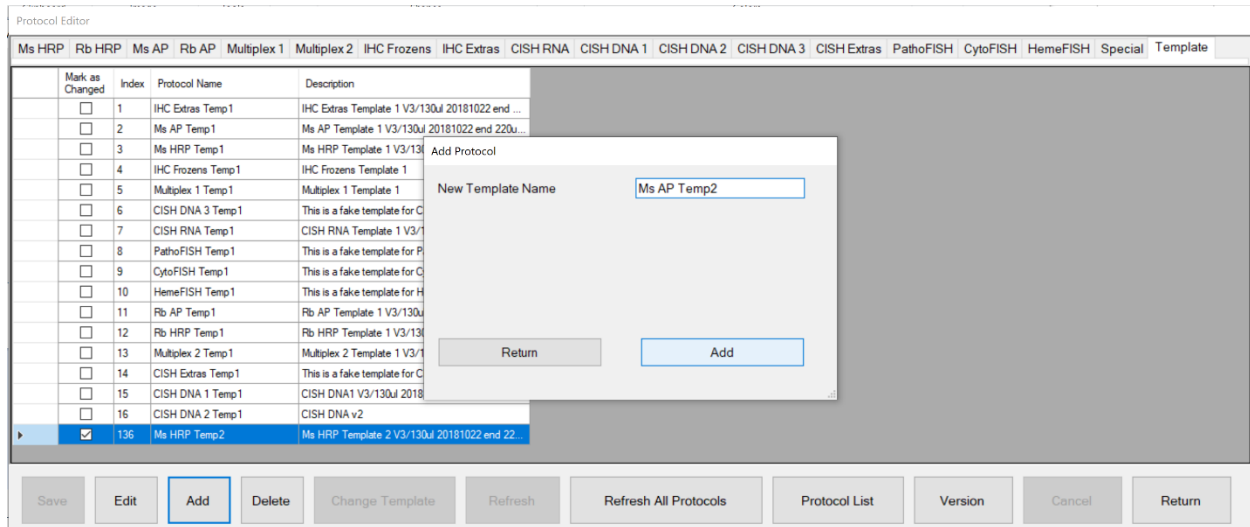 Protocol Editor
Ms HRP Rb HRP Ms AP Rb AP Multiplex 1 Multiplex 2 IHC Frozens IHC Extras CISH RNA CISH DNA 1 CISH DNA 2 CISH DNA 3 CISH Extras PathoFISH CytoFISH HemeFISH Special Template
Mark as Changed Index Protocol Name Description
1 IHC Extras Temp1 IHC Extras Template 1 V3/130ul 20181022 end ...
2 Ms AP Temp1 Ms AP Template 1 V3/130ul 20181022 end 220u...
3 Ms HRP Temp1 Ms HRP Template 1 V3/130
4 IHC Frozens Temp1 IHC Frozens Template 1
5 Multiplex 1 Temp1 Multiplex 1 Template 1
6 CISH DNA 3 Temp1 This is a fake template for C
7 CISH RNA Temp1 CISH RNA Template 1 V3/1
8 PathoFISH Temp1 This is a fake template for P
9 CytoFISH Temp1 This is a fake template for C
10 HemeFISH Temp1 This is a fake template for H
11 Rb AP Temp1 Rb AP Template 1 V3/130u
12 Rb HRP Temp1 Rb HRP Template 1 V3/130
13 Multiplex 2 Temp1 Multiplex 2 Template 1 V3/1
14 CISH Extras Temp1 This is a fake template for C
15 CISH DNA 1 Temp1 CISH DNA1 V3/130ul 2018
16 CISH DNA 2 Temp1 CISH DNA v2
136 Ms HRP Temp2 Ms HRP Template 2 V3/130ul 20181022 end 22...
Add Protocol
New Template Name Ms AP Temp2
Return Add
Save Edit Add Delete Change Template Refresh Refresh All Protocols Protocol List Version Cancel Return